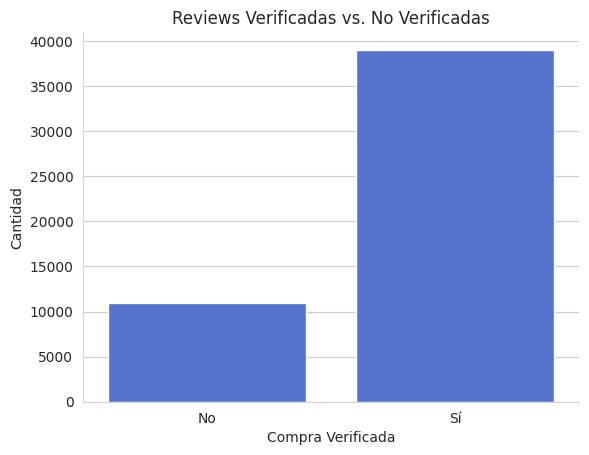 Reviews Verificadas vs. No Verificadas
40000
35000
30000
25000
20000
15000
10000
5000
0
Cantidad
No
Sí
Compra Verificada